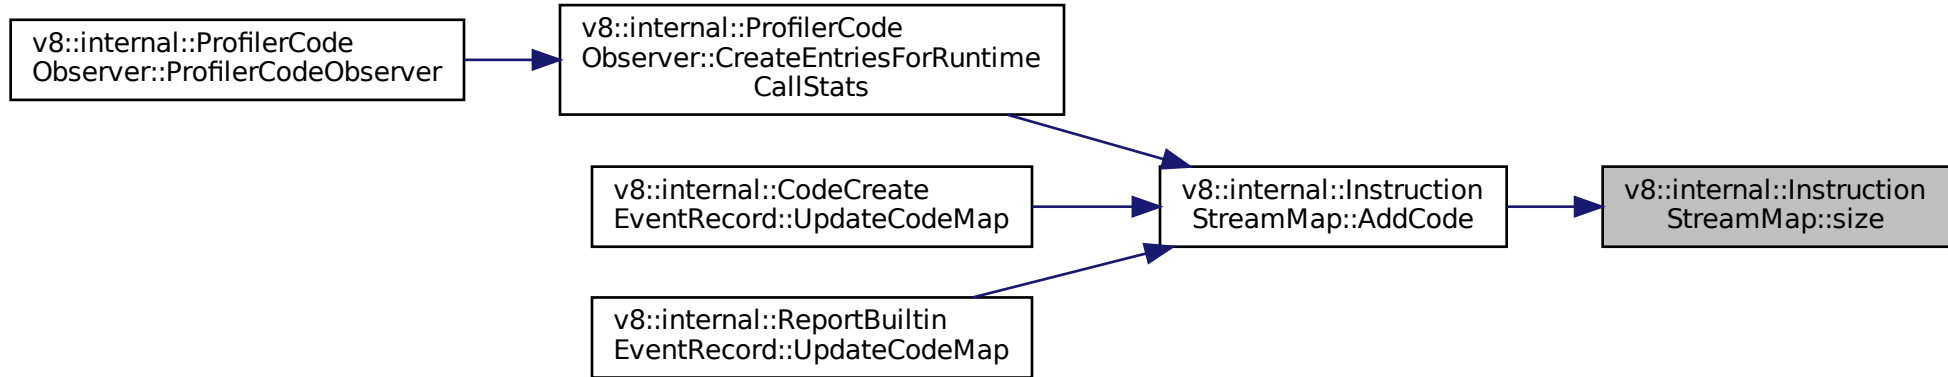 v8::internal::ProfilerCode
Observer::ProfilerCodeObserver
v8::internal::ProfilerCode
Observer::CreateEntriesForRuntime
CallStats
v8::internal::CodeCreate
EventRecord::UpdateCodeMap
v8::internal::ReportBuiltin
EventRecord::UpdateCodeMap
v8::internal::Instruction
StreamMap::AddCode
v8::internal::Instruction
StreamMap::size